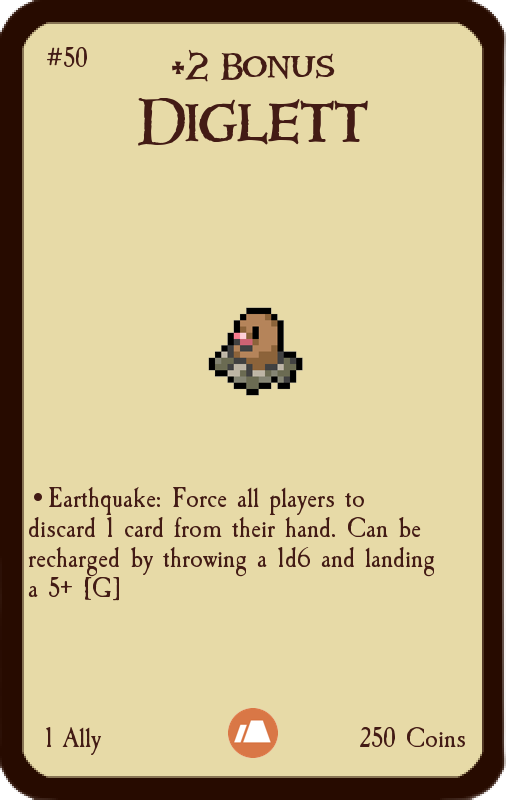 #50
+2 Bonus
Diglett
•Earthquake: Force all players to
discard 1 card from their hand. Can be
recharged by throwing a 1d6 and landing
a 5+ [G]
1 Ally
250 Coins